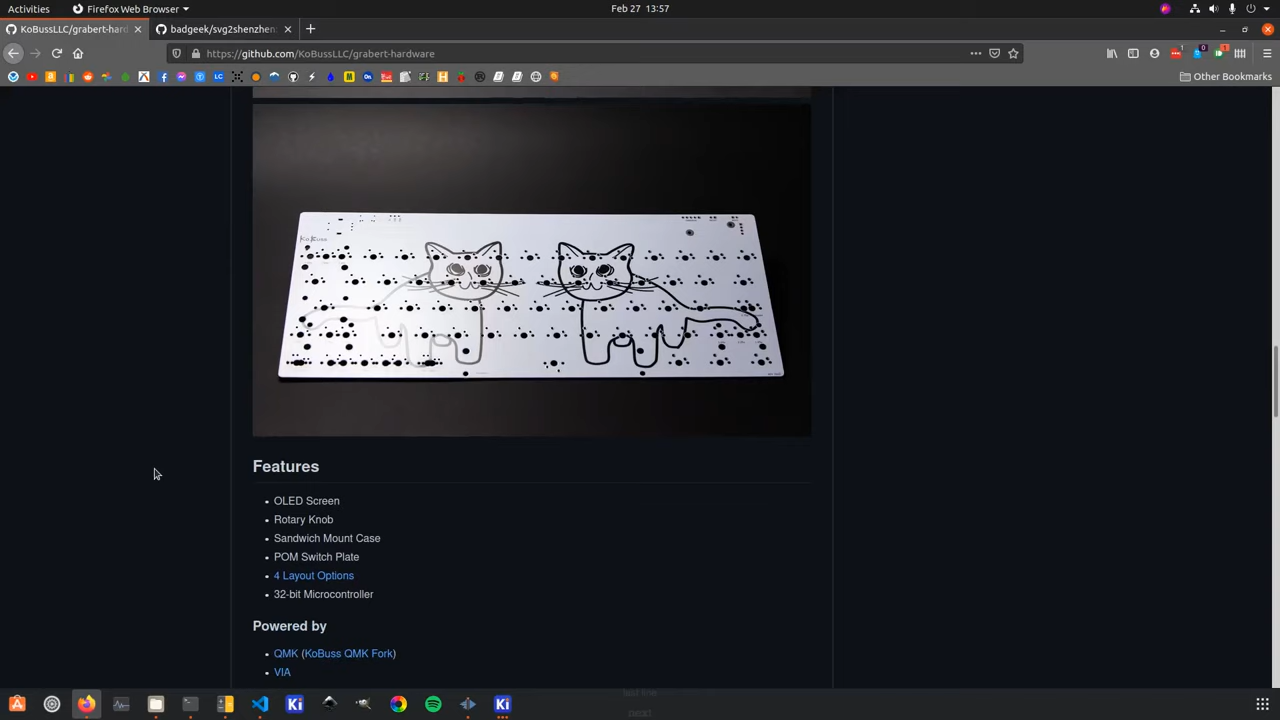 Activities
Firefox Web Browser
Feb 27 13:57
KoBussLLC/grabert-hard
badgeek/svg2shenzhen:
https://github.com/KoBussLLC/grabert-hardware
Other Bookmarks
KoBuss
Features
OLED Screen
Rotary Knob
Sandwich Mount Case
POM Switch Plate
4 Layout Options
32-bit Microcontroller
Powered by
QMK (KoBuss QMK Fork)
VIA